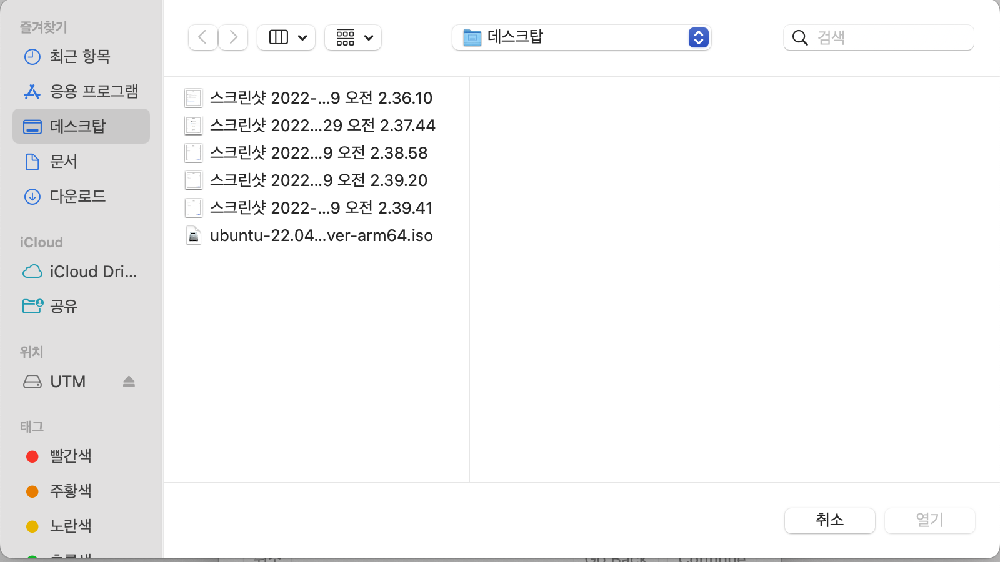 즐겨찾기
최근 항목
응용 프로그램
데스크탑
문서
다운로드
iCloud
iCloud Dri...
공유
위치
UTM
태그
빨간색
주황색
노란색
데스크탑
검색
스크린샷 2022-...9 오전 2.36.10
스크린샷 2022...29 오전 2.37.44
스크린샷 2022...9 오전 2.38.58
스크린샷 2022...9 오전 2.39.20
스크린샷 2022-...9 오전 2.39.41
ubuntu-22.04...ver-arm64.iso
취소
열기
Go Back
Continue